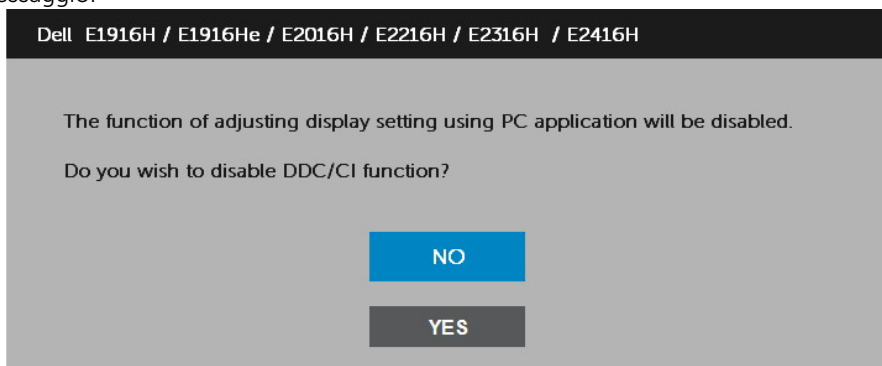 Dell E1916H / E1916He / E2016H / E2216H / E2316H / E2416H
The function of adjusting display setting using PC application will be disabled.
Do you wish to disable DDC/CI function?
NO
YES